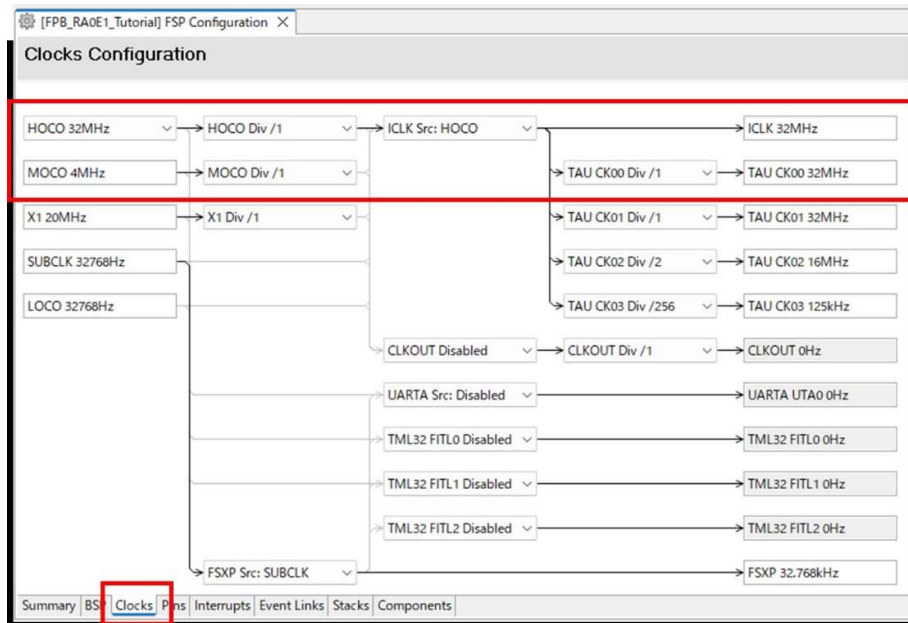 [FPB_RA0E1_Tutorial] FSP Configuration
Clocks Configuration
HOCO 32MHz HOCO Div /1 ICLK Src: HOCO ICLK 32MHz
MOCO 4MHz MOCO Div /1 TAU CK00 Div /1 TAU CK00 32MHz
X1 20MHz X1 Div /1 TAU CK01 Div /1 TAU CK01 32MHz
SUBCLK 32768Hz TAU CK02 Div /2 TAU CK02 16MHz
LOCO 32768Hz TAU CK03 Div /256 TAU CK03 125kHz
CLKOUT Disabled CLKOUT Div /1 CLKOUT 0Hz
UARTA Src: Disabled UARTA UTA0 0Hz
TML32 FITL0 Disabled TML32 FITL0 0Hz
TML32 FITL1 Disabled TML32 FITL1 0Hz
TML32 FITL2 Disabled TML32 FITL2 0Hz
FSXP Src: SUBCLK FSXP 32.768kHz
Summary BSP Clocks Pins Interrupts Event Links Stacks Components